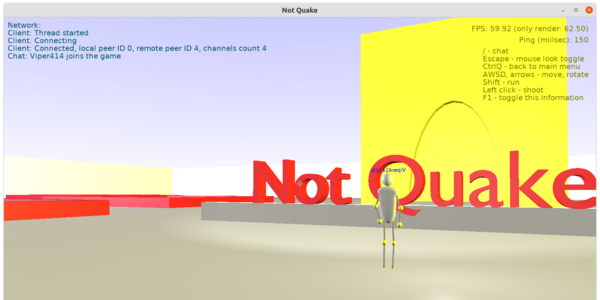 Not Quake
Network:
Client: Thread started
Client: Connecting
Client: Connected, local peer ID 0, remote peer ID 4, channels count 4
Chat: Viper414 joins the game
FPS: 59.92 (only render: 62.50)
Ping (miilsec): 150
/ - chat
Escape - mouse look toggle
CtrlQ - back to main menu
AWSD, arrows - move, rotate
Shift - run
Left click - shoot
F1 - toggle this information
Not Quake